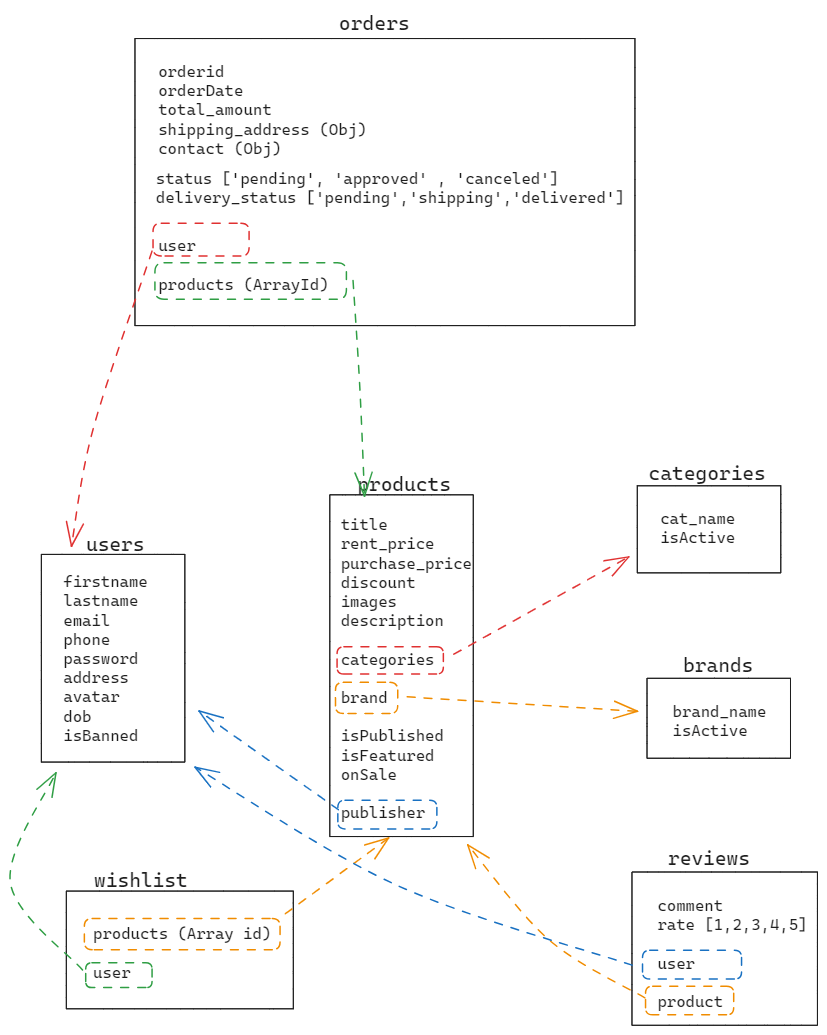 orders
orderid
orderDate
total_amount
shipping_address (Obj)
contact (Obj)
status ['pending', 'approved' , 'canceled']
delivery_status ['pending','shipping','delivered']
user
products (ArrayId)
products
title
rent_price
purchase_price
discount
images
description
categories
brand
isPublished
isFeatured
onSale
publisher
categories
cat_name
isActive
users
firstname
lastname
email
phone
password
address
avatar
dob
isBanned
brands
brand_name
isActive
wishlist
products (Array id)
user
reviews
comment
rate [1,2,3,4,5]
user
product